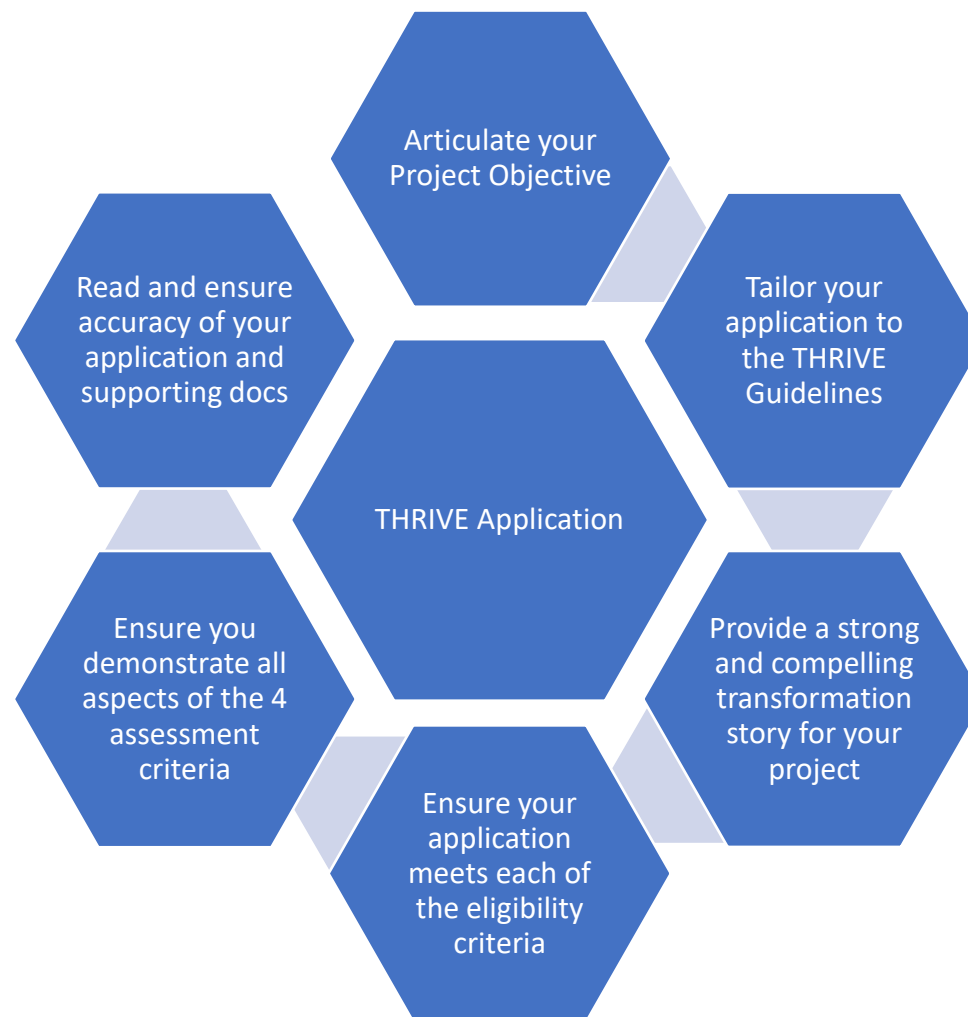 Articulate your
Project Objective
Tailor your
application to
the THRIVE
Guidelines
Provide a strong
and compelling
transformation
story for your
project
Ensure your
application
meets each of
the eligibility
criteria
Ensure you
demonstrate all
aspects of the 4
assessment
criteria
Read and ensure
accuracy of your
application and
supporting docs
THRIVE Application